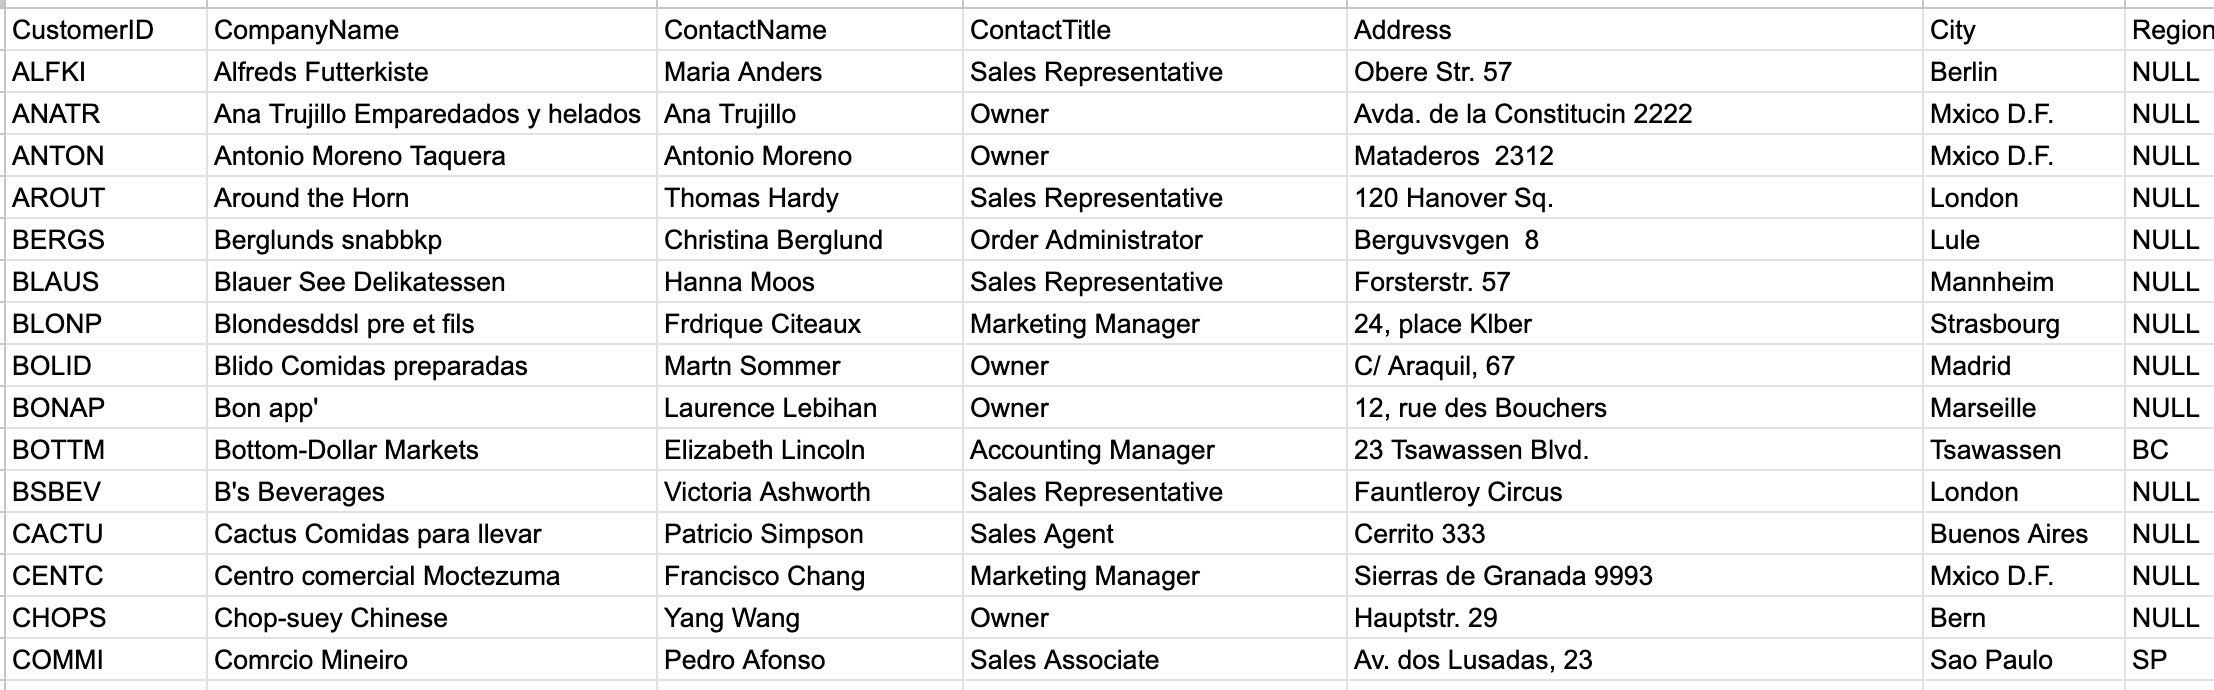 CustomerID CompanyName ContactName ContactTitle Address City Region
ALFKI Alfreds Futterkiste Maria Anders Sales Representative Obere Str. 57 Berlin NULL
ANATR Ana Trujillo Emparedados y helados Ana Trujillo Owner Avda. de la Constitucin 2222 Mxico D.F. NULL
ANTON Antonio Moreno Taquera Antonio Moreno Owner Mataderos  2312 Mxico D.F. NULL
AROUT Around the Horn Thomas Hardy Sales Representative 120 Hanover Sq. London NULL
BERGS Berglunds snabbkp Christina Berglund Order Administrator Berguvsvgen  8 Lule NULL
BLAUS Blauer See Delikatessen Hanna Moos Sales Representative Forsterstr. 57 Mannheim NULL
BLONP Blondesddsl pre et fils Frdrique Citeaux Marketing Manager 24, place Klber Strasbourg NULL
BOLID Blido Comidas preparadas Martn Sommer Owner C/ Araquil, 67 Madrid NULL
BONAP Bon app' Laurence Lebihan Owner 12, rue des Bouchers Marseille NULL
BOTTM Bottom-Dollar Markets Elizabeth Lincoln Accounting Manager 23 Tsawassen Blvd. Tsawassen BC
BSBEV B's Beverages Victoria Ashworth Sales Representative Fauntleroy Circus London NULL
CACTU Cactus Comidas para llevar Patricio Simpson Sales Agent Cerrito 333 Buenos Aires NULL
CENTC Centro comercial Moctezuma Francisco Chang Marketing Manager Sierras de Granada 9993 Mxico D.F. NULL
CHOPS Chop-suey Chinese Yang Wang Owner Hauptstr. 29 Bern NULL
COMMI Comrcio Mineiro Pedro Afonso Sales Associate Av. dos Lusadas, 23 Sao Paulo SP